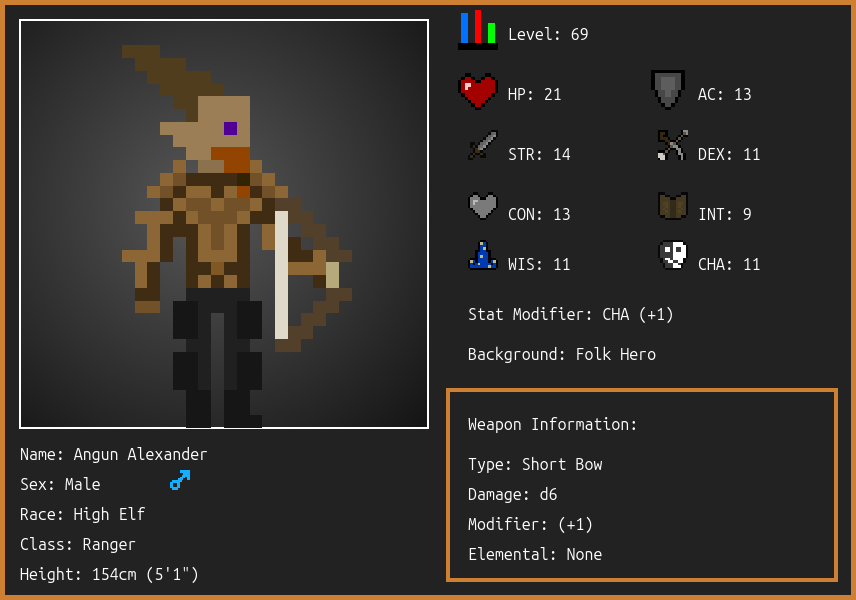 Level: 69
HP: 21
AC: 13
STR: 14
DEX: 11
CON: 13
INT: 9
WIS: 11
CHA: 11
Stat Modifier: CHA (+1)
Background: Folk Hero
Weapon Information:
Type: Short Bow
Damage: d6
Modifier: (+1)
Elemental: None
Name: Angun Alexander
Sex: Male
Race: High Elf
Class: Ranger
Height: 154cm (5'1")